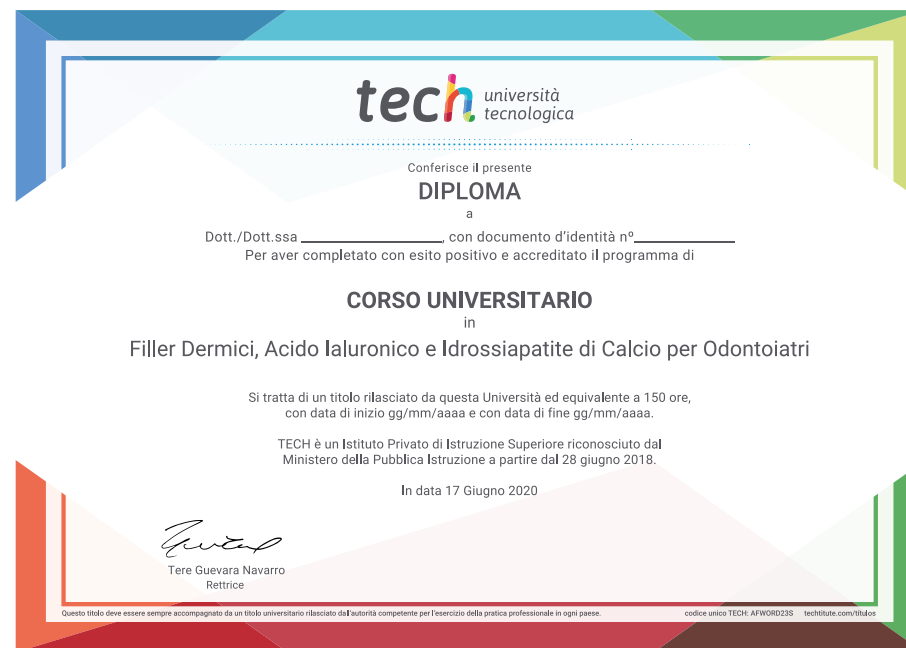 tech università
tecnologica
Conferisce il presente
DIPLOMA
a
Dott./Dott.ssa ____________________, con documento d'identità nº______________
Per aver completato con esito positivo e accreditato il programma di
CORSO UNIVERSITARIO
in
Filler Dermici, Acido Ialuronico e Idrossiapatite di Calcio per Odontoiatri
Si tratta di un titolo rilasciato da questa Università ed equivalente a 150 ore,
con data di inizio gg/mm/aaaa e con data di fine gg/mm/aaaa.
TECH è un Istituto Privato di Istruzione Superiore riconosciuto dal
Ministero della Pubblica Istruzione a partire dal 28 giugno 2018.
In data 17 Giugno 2020
Tere Guevara Navarro
Rettrice
Questo titolo deve essere sempre accompagnato da un titolo universitario rilasciato dall'autorità competente per l'esercizio della pratica professionale in ogni paese. codice unico TECH: AFWORD23S techtitute.com/títulos